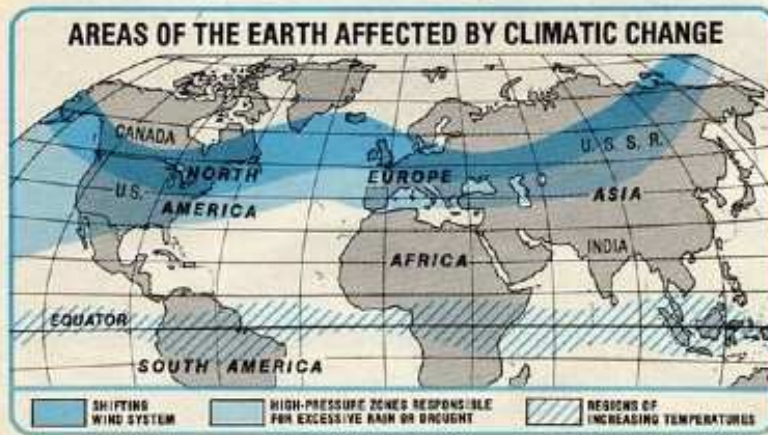 AREAS OF THE EARTH AFFECTED BY CLIMATIC CHANGE
CANADA
U.S.
NORTH
AMERICA
EUROPE
U. S. S. R.
ASIA
INDIA
AFRICA
EQUATOR
SOUTH AMERICA
SHIFTING
WIND SYSTEM
HIGH-PRESSURE ZONES RESPONSIBLE
FOR EXCESSIVE RAIN OR DROUGHT
REGIONS OF
INCREASING TEMPERATURES